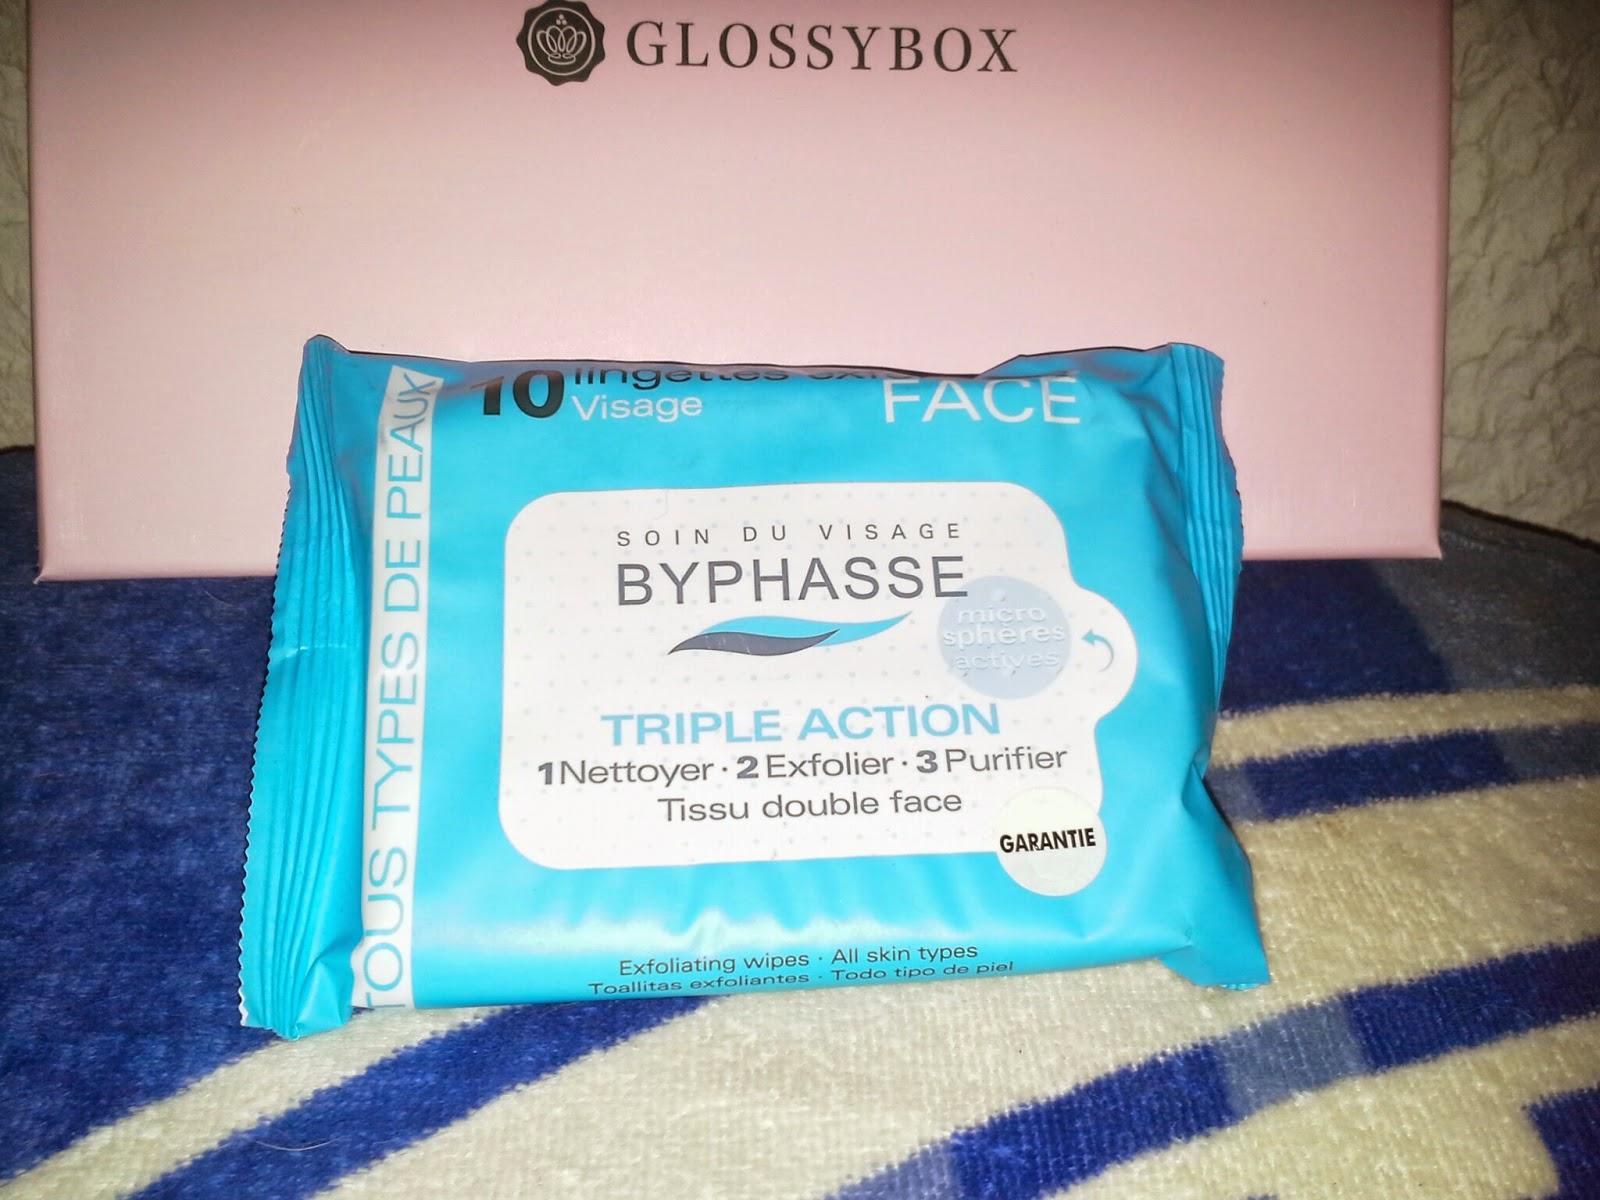 GLOSSYBOX
10 lingettes
Visage
FACE
TOUS TYPES DE PEAUX
SOIN DU VISAGE
BYPHASSE
micro
sphères
actives
TRIPLE ACTION
1 Nettoyer · 2 Exfolier · 3 Purifier
Tissu double face
GARANTIE
Exfoliating wipes · All skin types
Toallitas exfoliantes · Todo tipo de piel